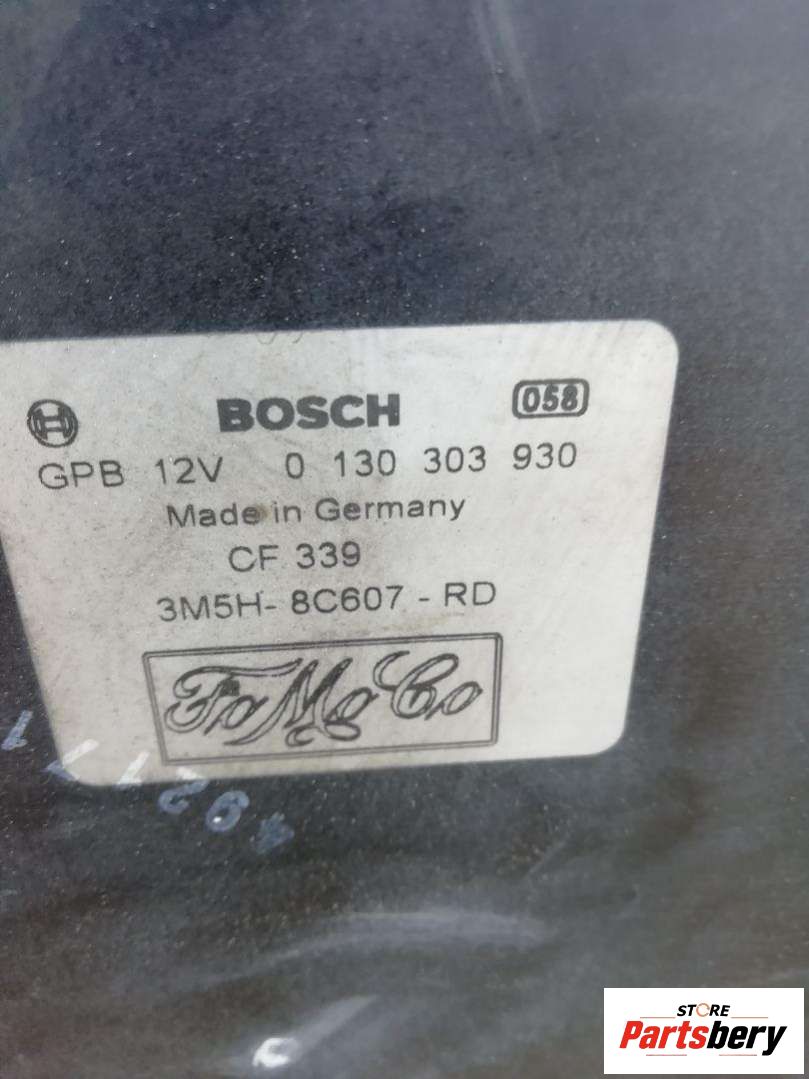 BOSCH 058
GPB 12V 0 130 303 930
Made in Germany
CF 339
3M5H- 8C607 - RD
FoMoCo
STORE
Partsbery